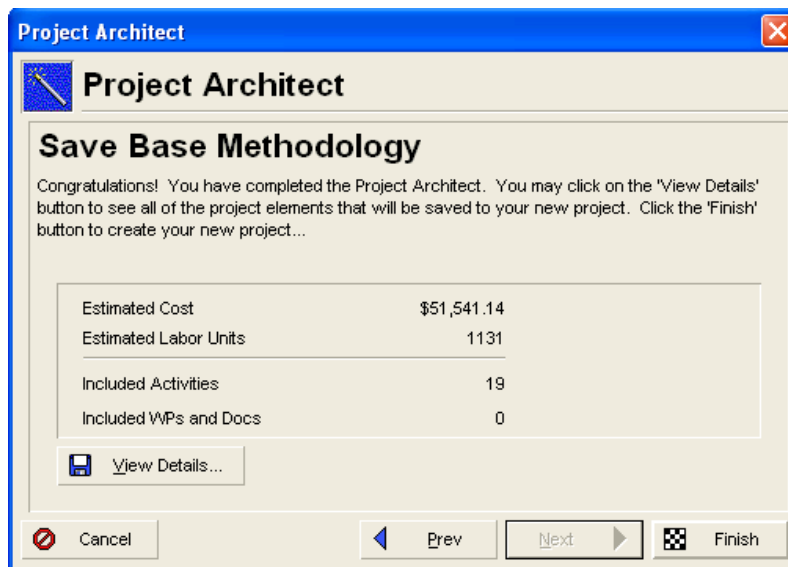 Project Architect
Project Architect
Save Base Methodology
Congratulations!  You have completed the Project Architect.  You may click on the 'View Details'
button to see all of the project elements that will be saved to your new project.  Click the 'Finish'
button to create your new project...
Estimated Cost $51,541.14
Estimated Labor Units 1131
Included Activities 19
Included WPs and Docs 0
View Details...
Cancel Prev Next Finish